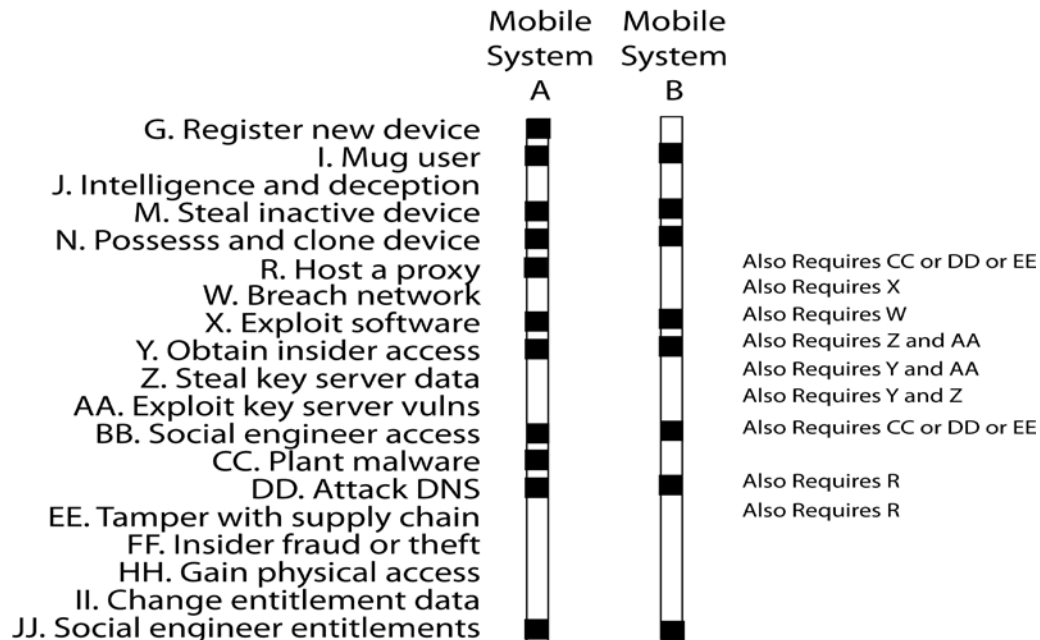 Mobile
System
A
Mobile
System
B
G. Register new device
I. Mug user
J. Intelligence and deception
M. Steal inactive device
N. Possesss and clone device
R. Host a proxy
Also Requires CC or DD or EE
W. Breach network
Also Requires X
X. Exploit software
Also Requires W
Y. Obtain insider access
Also Requires Z and AA
Z. Steal key server data
Also Requires Y and AA
AA. Exploit key server vulns
Also Requires Y and Z
BB. Social engineer access
Also Requires CC or DD or EE
CC. Plant malware
DD. Attack DNS
Also Requires R
EE. Tamper with supply chain
Also Requires R
FF. Insider fraud or theft
HH. Gain physical access
II. Change entitlement data
JJ. Social engineer entitlements